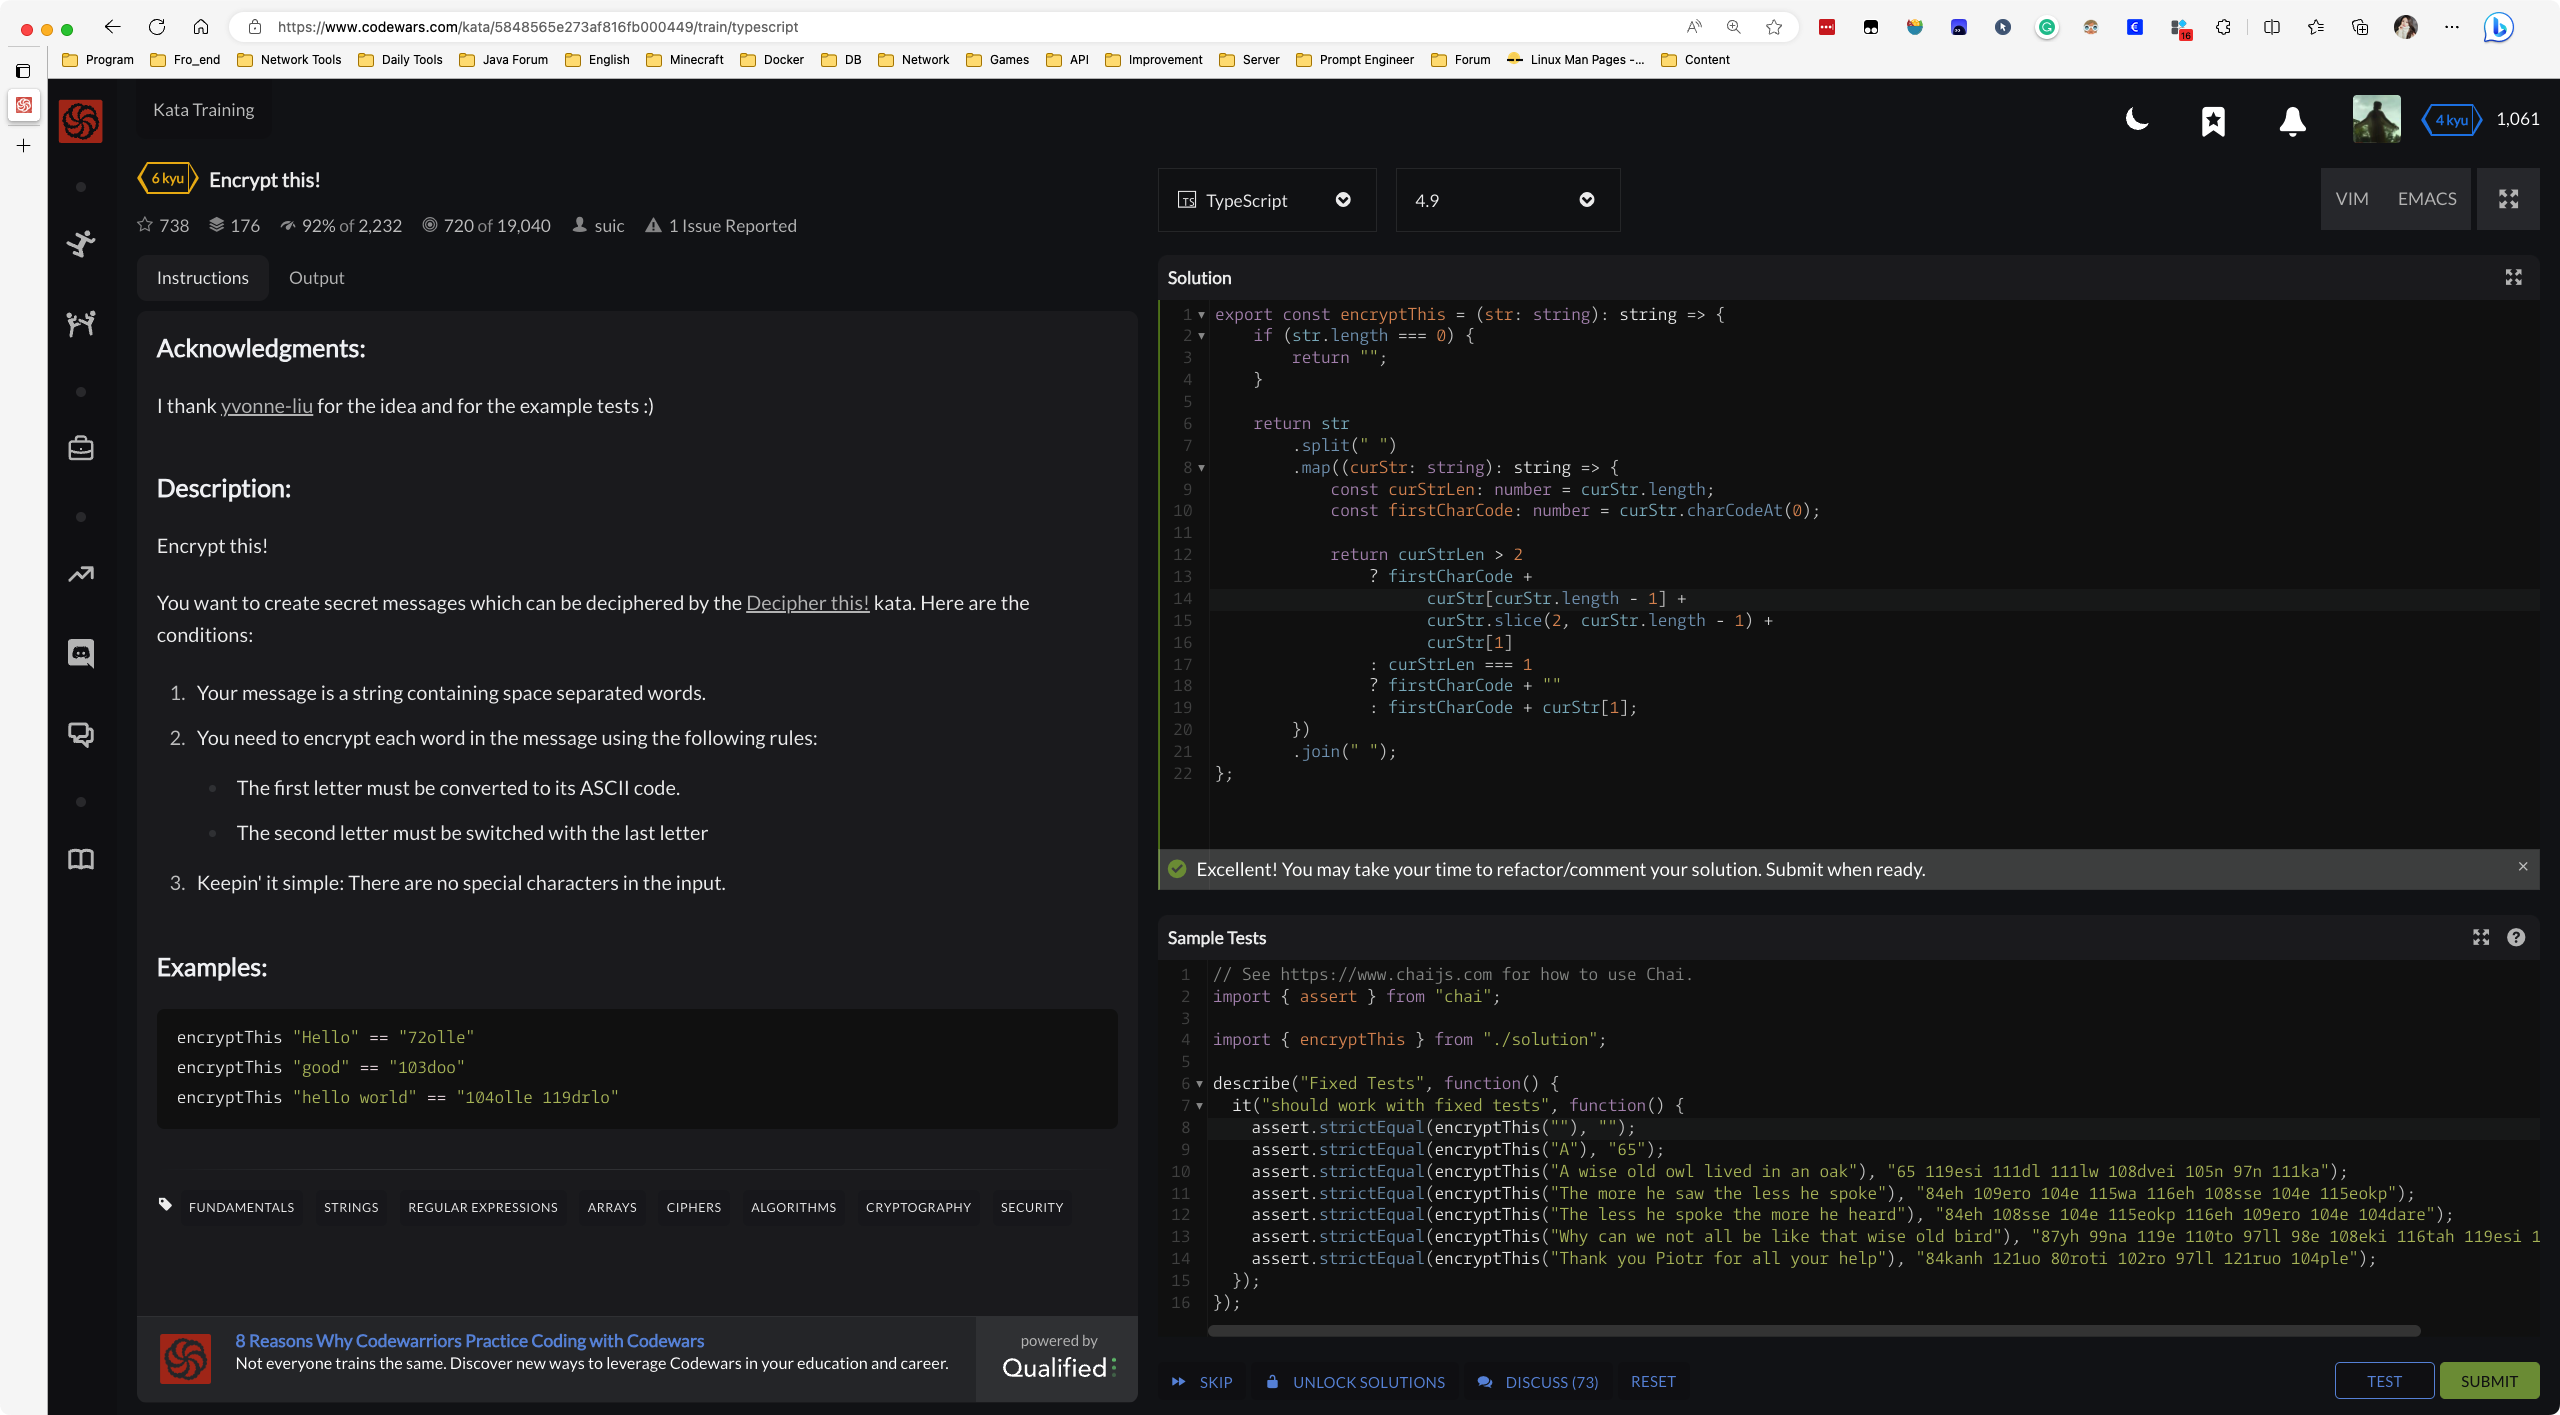 https://www.codewars.com/kata/5848565e273af816fb000449/train/typescript
16
Program Fro_end Network Tools Daily Tools Java Forum English Minecraft Docker DB Network Games API Improvement Server Prompt Engineer Forum Linux Man Pages -... Content
Kata Training
4 kyu 1,061
6 kyu Encrypt this!
738 176 92% of 2,232 720 of 19,040 suic 1 Issue Reported
Instructions Output
Acknowledgments:
I thank yvonne-liu for the idea and for the example tests :)
Description:
Encrypt this!
You want to create secret messages which can be deciphered by the Decipher this! kata. Here are the
conditions:
1. Your message is a string containing space separated words.
2. You need to encrypt each word in the message using the following rules:
The first letter must be converted to its ASCII code.
The second letter must be switched with the last letter
3. Keepin' it simple: There are no special characters in the input.
Examples:
encryptThis "Hello" == "72olle"
encryptThis "good" == "103doo"
encryptThis "hello world" == "104olle 119drlo"
FUNDAMENTALS STRINGS REGULAR EXPRESSIONS ARRAYS CIPHERS ALGORITHMS CRYPTOGRAPHY SECURITY
8 Reasons Why Codewarriors Practice Coding with Codewars
Not everyone trains the same. Discover new ways to leverage Codewars in your education and career.
powered by
Qualified
TS TypeScript 4.9 VIM EMACS
Solution
1 export const encryptThis = (str: string): string => {
2 if (str.length === 0) {
3 return "";
4 }
5
6 return str
7 .split(" ")
8 .map((curStr: string): string => {
9 const curStrLen: number = curStr.length;
10 const firstCharCode: number = curStr.charCodeAt(0);
11
12 return curStrLen > 2
13 ? firstCharCode +
14 curStr[curStr.length - 1] +
15 curStr.slice(2, curStr.length - 1) +
16 curStr[1]
17 : curStrLen === 1
18 ? firstCharCode + ""
19 : firstCharCode + curStr[1];
20 })
21 .join(" ");
22 };
Excellent! You may take your time to refactor/comment your solution. Submit when ready.
Sample Tests
1 // See https://www.chaijs.com for how to use Chai.
2 import { assert } from "chai";
3
4 import { encryptThis } from "./solution";
5
6 describe("Fixed Tests", function() {
7 it("should work with fixed tests", function() {
8 assert.strictEqual(encryptThis(""), "");
9 assert.strictEqual(encryptThis("A"), "65");
10 assert.strictEqual(encryptThis("A wise old owl lived in an oak"), "65 119esi 111dl 111lw 108dvei 105n 97n 111ka");
11 assert.strictEqual(encryptThis("The more he saw the less he spoke"), "84eh 109ero 104e 115wa 116eh 108sse 104e 115eokp");
12 assert.strictEqual(encryptThis("The less he spoke the more he heard"), "84eh 108sse 104e 115eokp 116eh 109ero 104e 104dare");
13 assert.strictEqual(encryptThis("Why can we not all be like that wise old bird"), "87yh 99na 119e 110to 97ll 98e 108eki 116tah 119esi 1
14 assert.strictEqual(encryptThis("Thank you Piotr for all your help"), "84kanh 121uo 80roti 102ro 97ll 121ruo 104ple");
15 });
16 });
SKIP UNLOCK SOLUTIONS DISCUSS (73) RESET TEST SUBMIT